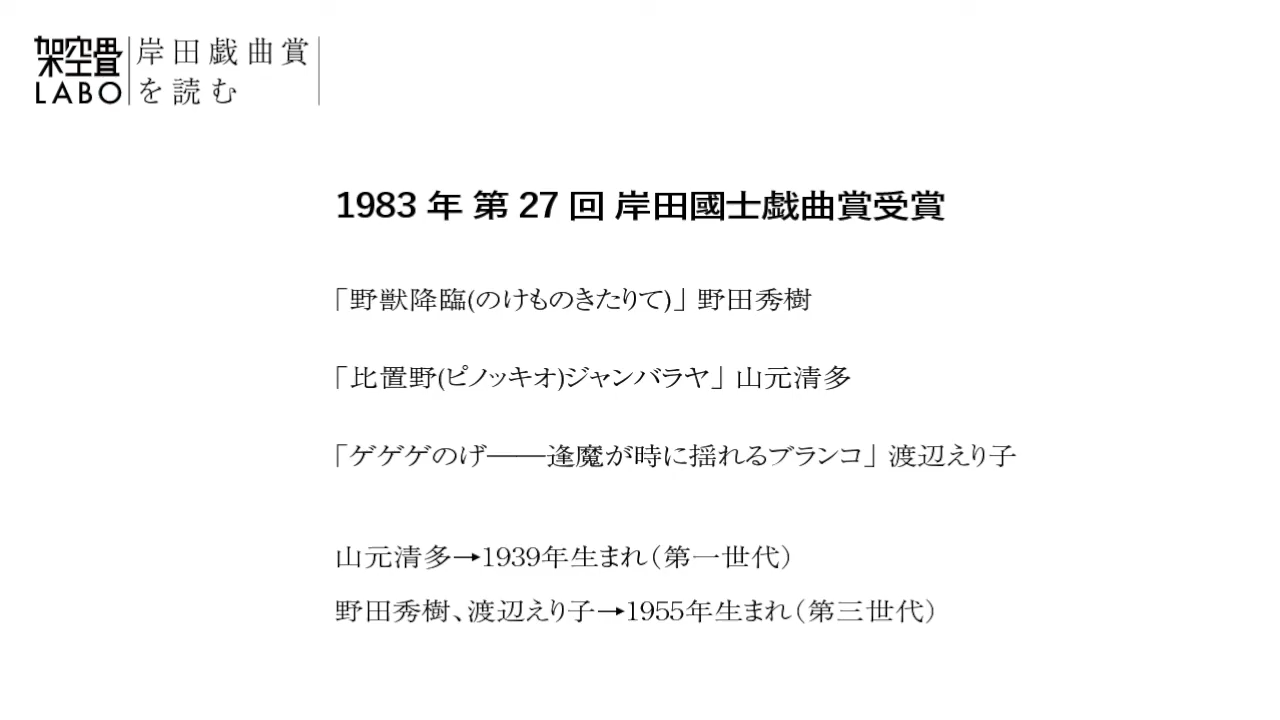 架空畳
LABO
岸田戯曲賞
を読む
1983 年 第 27 回 岸田國士戯曲賞受賞
「野獣降臨(のけものきたりて)」 野田秀樹
「比置野(ピノッキオ)ジャンバラヤ」 山元清多
「ゲゲゲのげ——逢魔が時に揺れるブランコ」 渡辺えり子
山元清多→1939年生まれ(第一世代)
野田秀樹、渡辺えり子→1955年生まれ(第三世代)